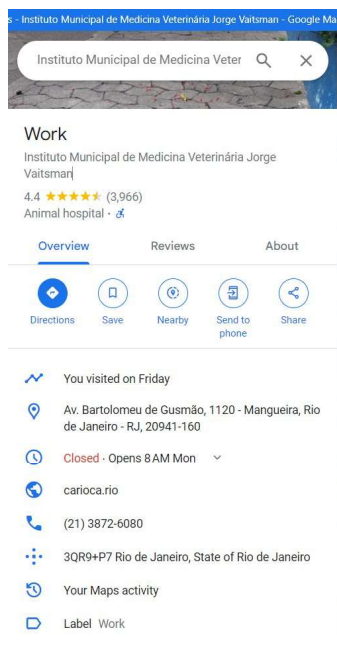 s - Instituto Municipal de Medicina Veterinária Jorge Vaitsman - Google Ma
Instituto Municipal de Medicina Veter
Work
Instituto Municipal de Medicina Veterinária Jorge
Vaitsman
4.4 (3,966)
Animal hospital ·
Overview Reviews About
Directions Save Nearby Send to
phone Share
You visited on Friday
Av. Bartolomeu de Gusmão, 1120 - Mangueira, Rio
de Janeiro - RJ, 20941-160
Closed · Opens 8 AM Mon
carioca.rio
(21) 3872-6080
3QR9+P7 Rio de Janeiro, State of Rio de Janeiro
Your Maps activity
Label Work